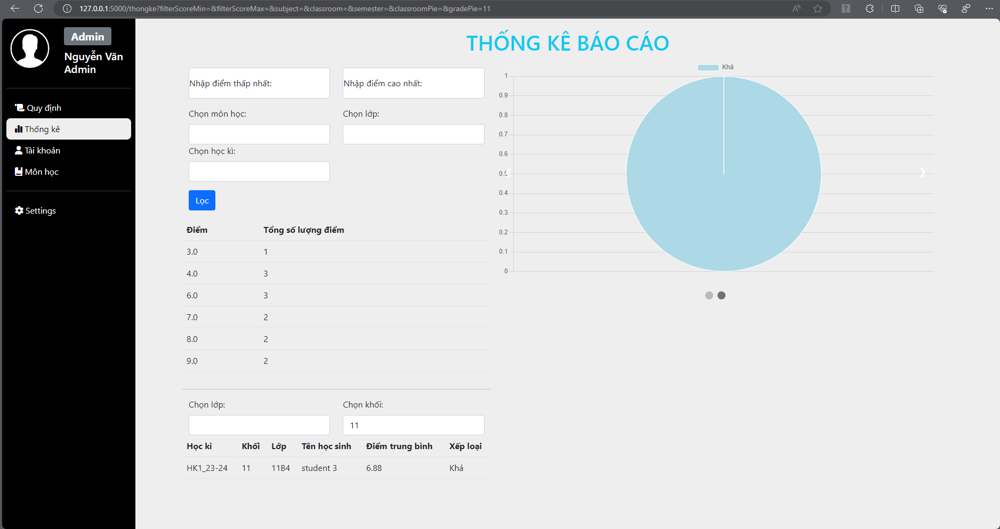 127.0.0.1:5000/thongke?filterScoreMin=&filterScoreMax=&subject=&classroom=&semester=&classroomPie=&gradePie=11
Admin
Nguyễn Văn
Admin
Quy định
Thống kê
Tài khoản
Môn học
Settings
THỐNG KÊ BÁO CÁO
Nhập điểm thấp nhất: Nhập điểm cao nhất:
Chọn môn học: Chọn lớp:
Chọn học kì:
Lọc
Điểm Tổng số lượng điểm
3.0 1
4.0 3
6.0 3
7.0 2
8.0 2
9.0 2
Chọn lớp: Chọn khối:
11
Học kì Khối Lớp Tên học sinh Điểm trung bình Xếp loại
HK1_23-24 11 11B4 student 3 6.88 Khá
Khá
1
0.9
0.8
0.7
0.6
0.5
0.4
0.3
0.2
0.1
0